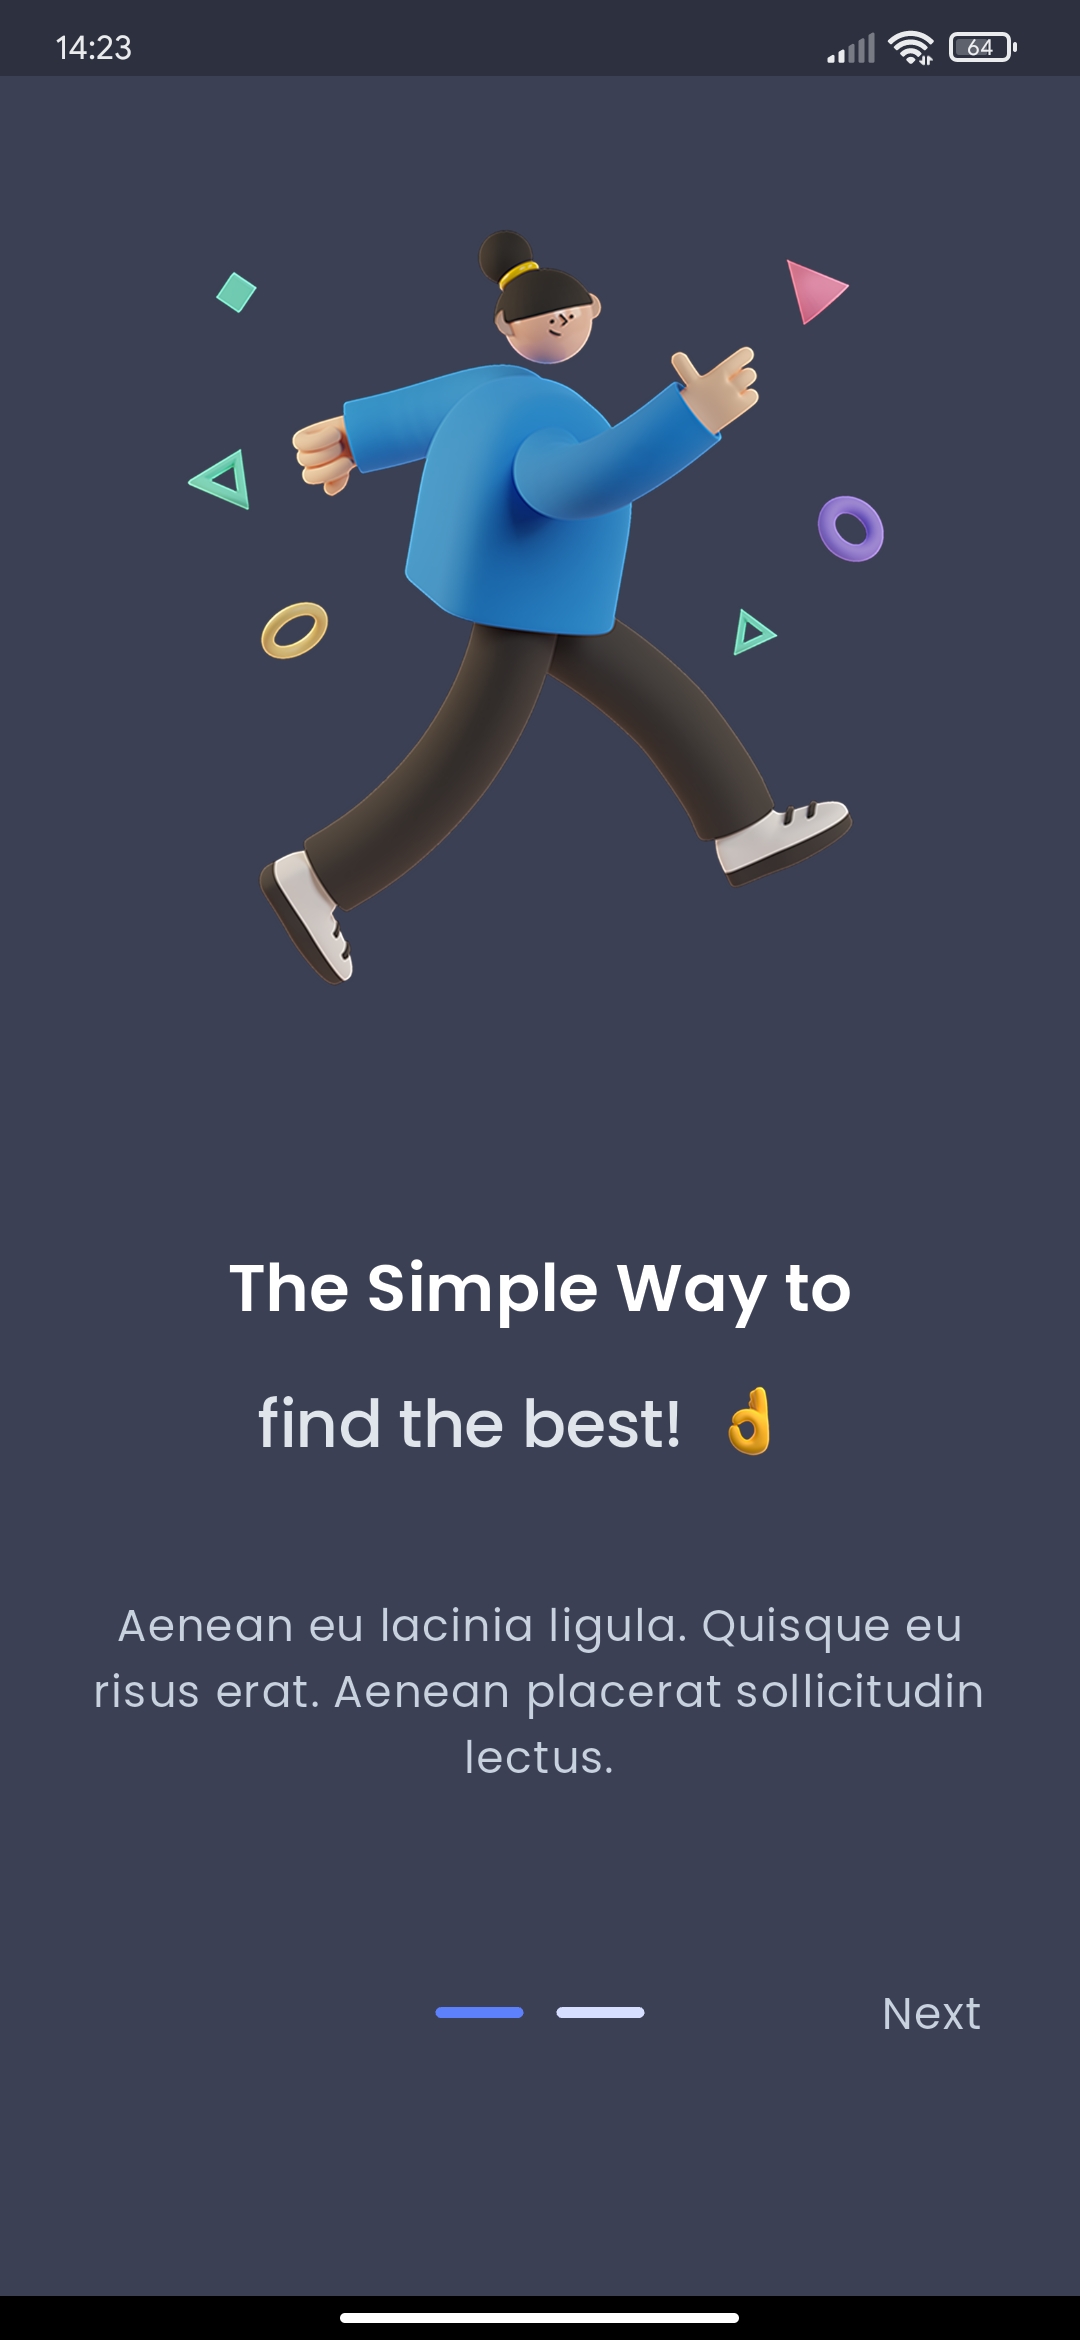 14:23
64
The Simple Way to
find the best! 👌
Aenean eu lacinia ligula. Quisque eu
risus erat. Aenean placerat sollicitudin
lectus.
Next